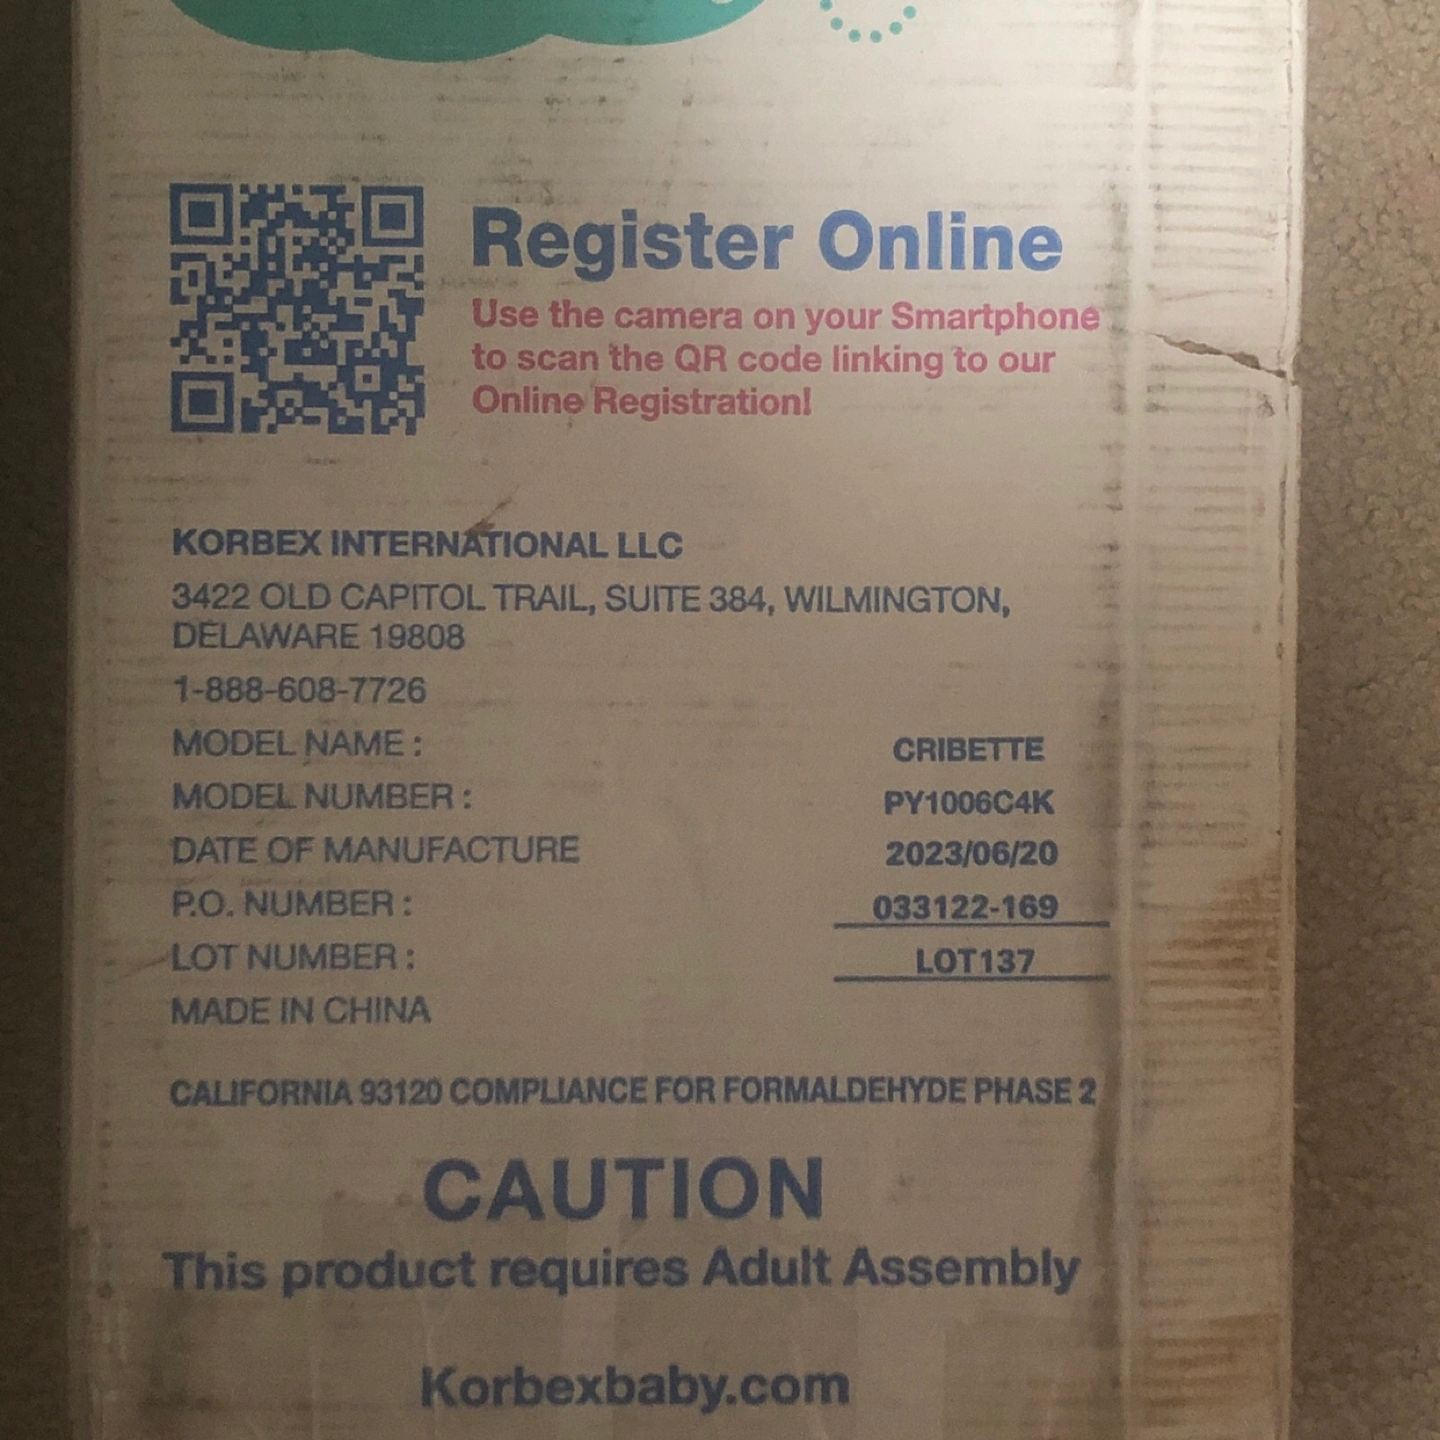 Register Online
Use the camera on your Smartphone
to scan the QR code linking to our
Online Registration!
KORBEX INTERNATIONAL LLC
3422 OLD CAPITOL TRAIL, SUITE 384, WILMINGTON,
DELAWARE 19808
1-888-608-7726
MODEL NAME : CRIBETTE
MODEL NUMBER : PY1006C4K
DATE OF MANUFACTURE 2023/06/20
P.O. NUMBER : 033122-169
LOT NUMBER : LOT137
MADE IN CHINA
CALIFORNIA 93120 COMPLIANCE FOR FORMALDEHYDE PHASE 2
CAUTION
This product requires Adult Assembly
Korbexbaby.com